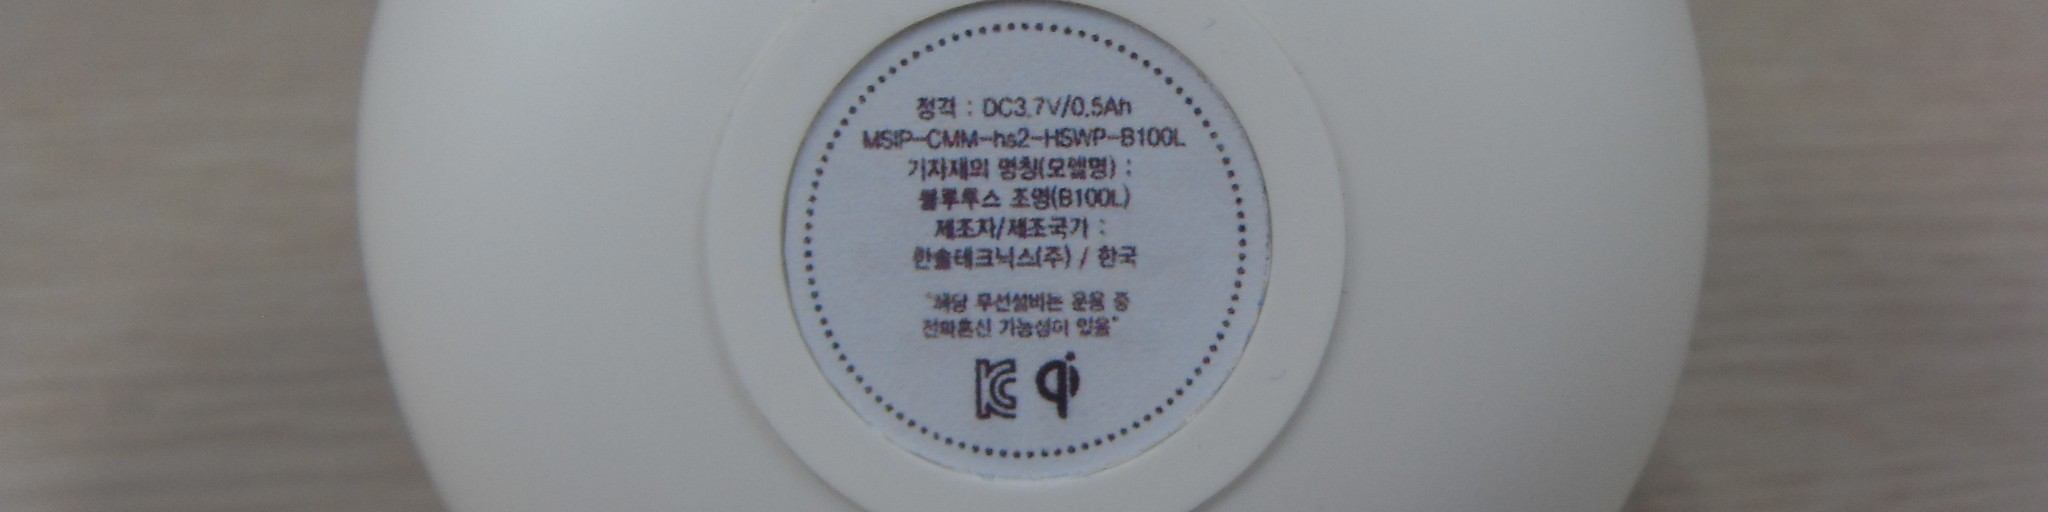 정격 : DC3.7V/0.5Ah
MSIP-CMM-hs2-HSWP-B100L
기자재의 명칭(모델명) :
블루투스 조명(B100L)
제조자/제조국가 :
한솔테크닉스(주) / 한국
"해당 무선설비는 운용 중
전파혼신 가능성이 있음"
KC qi